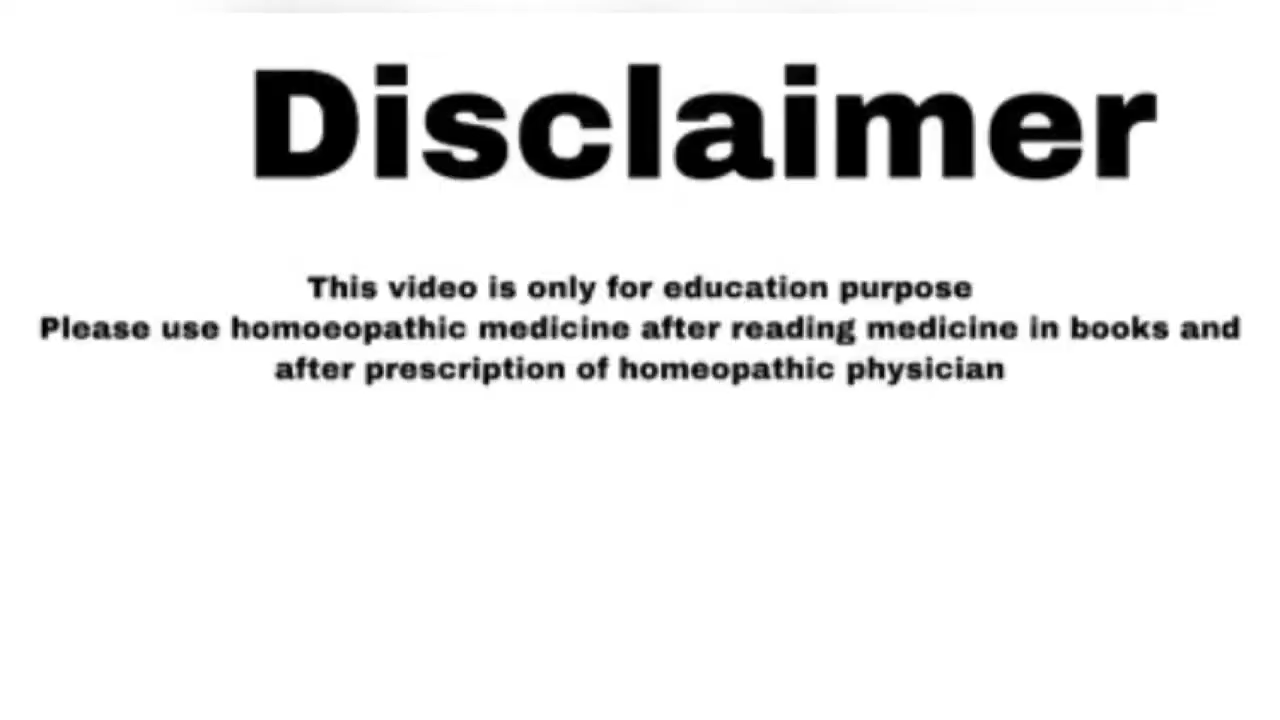 Disclaimer
This video is only for education purpose
Please use homoeopathic medicine after reading medicine in books and
after prescription of homeopathic physician